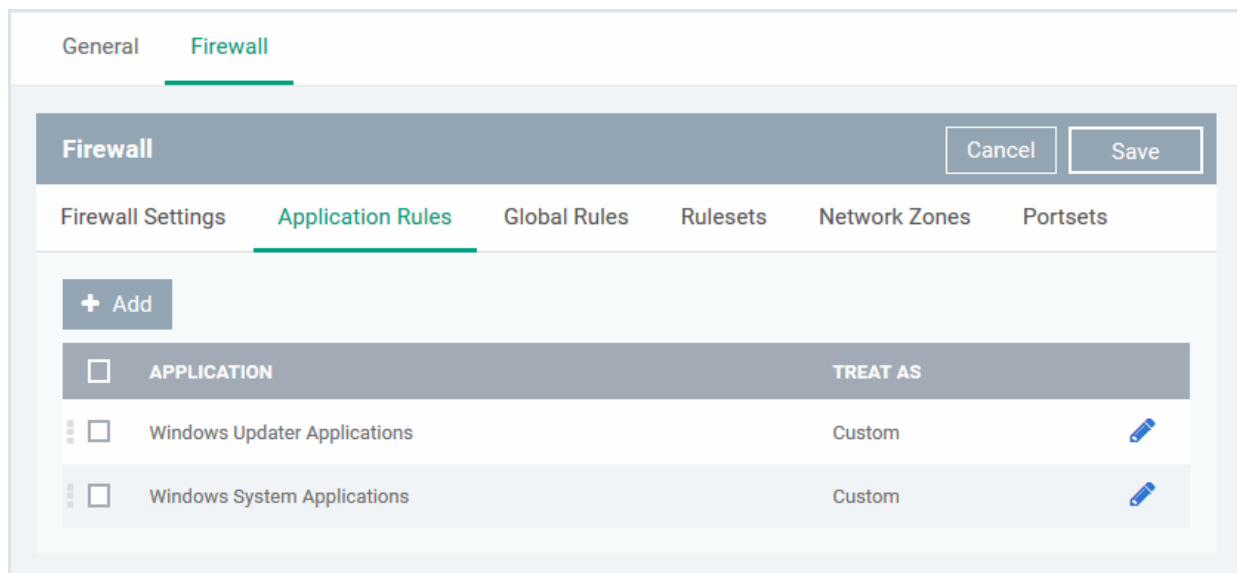 General Firewall
Firewall Cancel Save
Firewall Settings Application Rules Global Rules Rulesets Network Zones Portsets
+ Add
APPLICATION TREAT AS
Windows Updater Applications Custom
Windows System Applications Custom